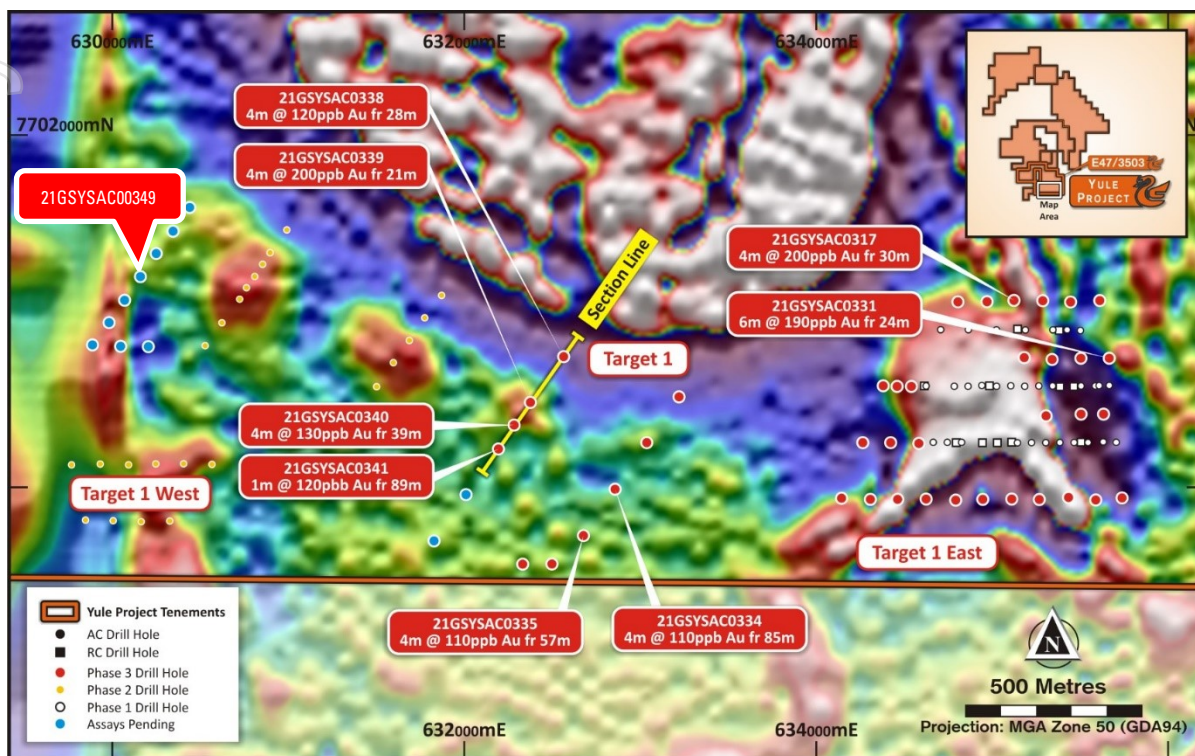 630000mE
632000mE
634000mE
7702000mN
21GSYSAC0338
4m @ 120ppb Au fr 28m
21GSYSAC0339
4m @ 200ppb Au fr 21m
21GSYSAC00349
E47/3503
YULE
PROJECT
Map
Area
21GSYSAC0317
4m @ 200ppb Au fr 30m
21GSYSAC0331
6m @ 190ppb Au fr 24m
Section Line
Target 1
21GSYSAC0340
4m @ 130ppb Au fr 39m
21GSYSAC0341
1m @ 120pbb Au fr 89m
Target 1 West
Target 1 East
21GSYSAC0335
4m @ 110ppb Au fr 57m
21GSYSAC0334
4m @ 110ppb Au fr 85m
Yule Project Tenements
AC Drill Hole
RC Drill Hole
Phase 3 Drill Hole
Phase 2 Drill Hole
Phase 1 Drill Hole
Assays Pending
N
500 Metres
Projection: MGA Zone 50 (GDA94)
632000mE
634000mE